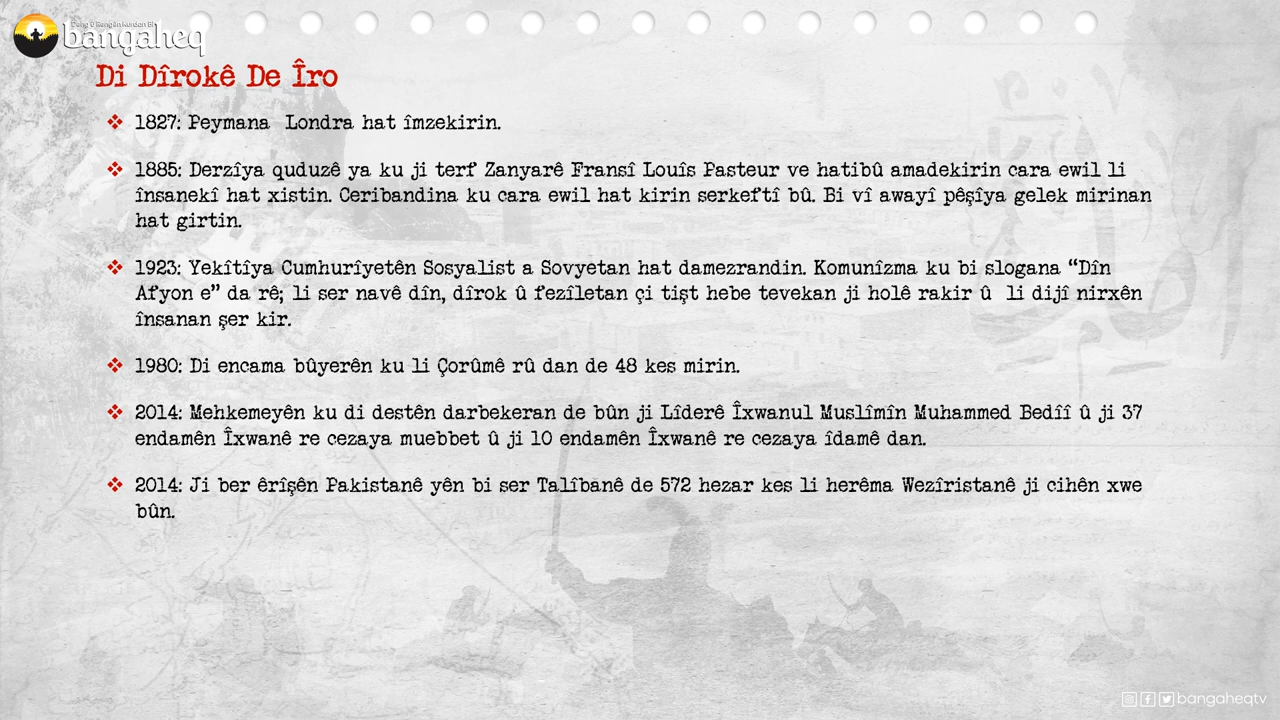 Deng û Rengên Kurdan Bi
bangaheq
Di Dîrokê De Îro
1827: Peymana Londra hat îmzekirin.
1885: Derzîya quduzê ya ku ji terf Zanyarê Fransî Louîs Pasteur ve hatibû amadekirin cara ewil li
însanekî hat xistin. Ceribandina ku cara ewil hat kirin serkeftî bû. Bi vî awayî pêşîya gelek mirinan
hat girtin.
1923: Yekîtîya Cumhurîyetên Sosyalist a Sovyetan hat damezrandin. Komunîzma ku bi slogana “Dîn
Afyon e” da rê; li ser navê dîn, dîrok û fezîletan çi tişt hebe tevekan ji holê rakir û li dijî nirxên
însanan şer kir.
1980: Di encama bûyerên ku li Çorûmê rû dan de 48 kes mirin.
2014: Mehkemeyên ku di destên darbekeran de bûn ji Lîderê Îxwanul Muslîmîn Muhammed Bedîî û ji 37
endamên Îxwanê re cezaya muebbet û ji 10 endamên Îxwanê re cezaya îdamê dan.
2014: Ji ber êrîşên Pakistanê yên bi ser Talîbanê de 572 hezar kes li herêma Wezîristanê ji cihên xwe
bûn.
bangaheqtv